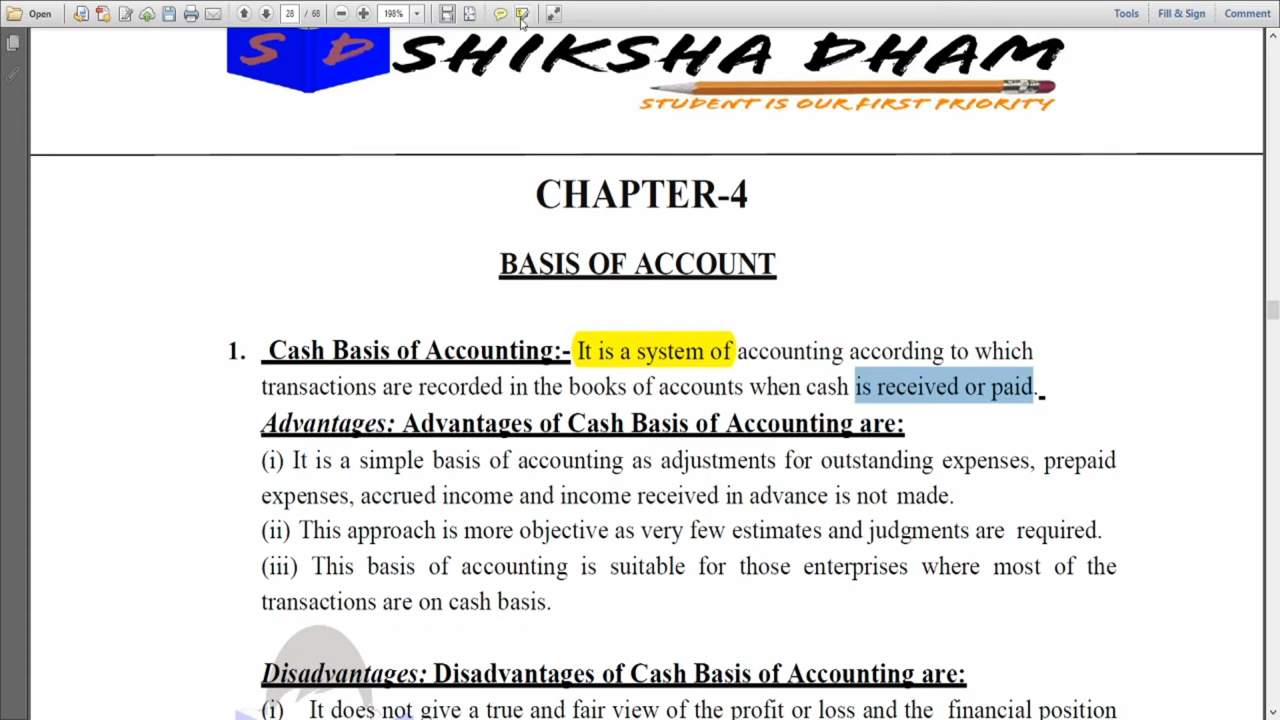 Open 28 / 68 198% Tools Fill & Sign Comment
S D SHIKSHA DHAM
STUDENT IS OUR FIRST PRIORITY
CHAPTER-4
BASIS OF ACCOUNT
1. Cash Basis of Accounting:- It is a system of accounting according to which
transactions are recorded in the books of accounts when cash is received or paid.
Advantages: Advantages of Cash Basis of Accounting are:
(i) It is a simple basis of accounting as adjustments for outstanding expenses, prepaid
expenses, accrued income and income received in advance is not made.
(ii) This approach is more objective as very few estimates and judgments are required.
(iii) This basis of accounting is suitable for those enterprises where most of the
transactions are on cash basis.
Disadvantages: Disadvantages of Cash Basis of Accounting are:
(i) It does not give a true and fair view of the profit or loss and the financial position